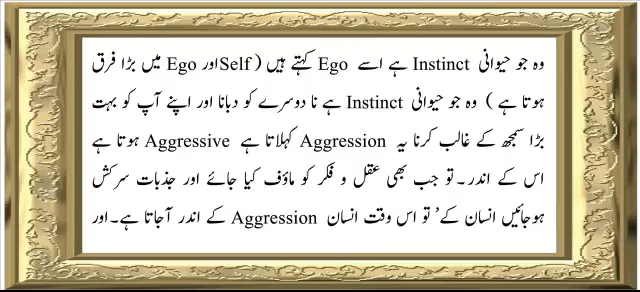 وہ جو حیوانی Instinct ہے اسے Ego کہتے ہیں (Self اور Ego میں بڑا فرق
ہوتا ہے ) وہ جو حیوانی Instinct ہے نا دوسرے کو دبانا اور اپنے آپ کو بہت
بڑا سمجھ کے غالب کرنا یہ Aggression کہلاتا ہے Aggressive ہوتا ہے
اس کے اندر۔تو جب بھی عقل و فکر کو ماؤف کیا جائے اور جذبات سرکش
ہوجائیں انسان کے’ تو اس وقت انسان Aggression کے اندر آجاتا ہے۔اور